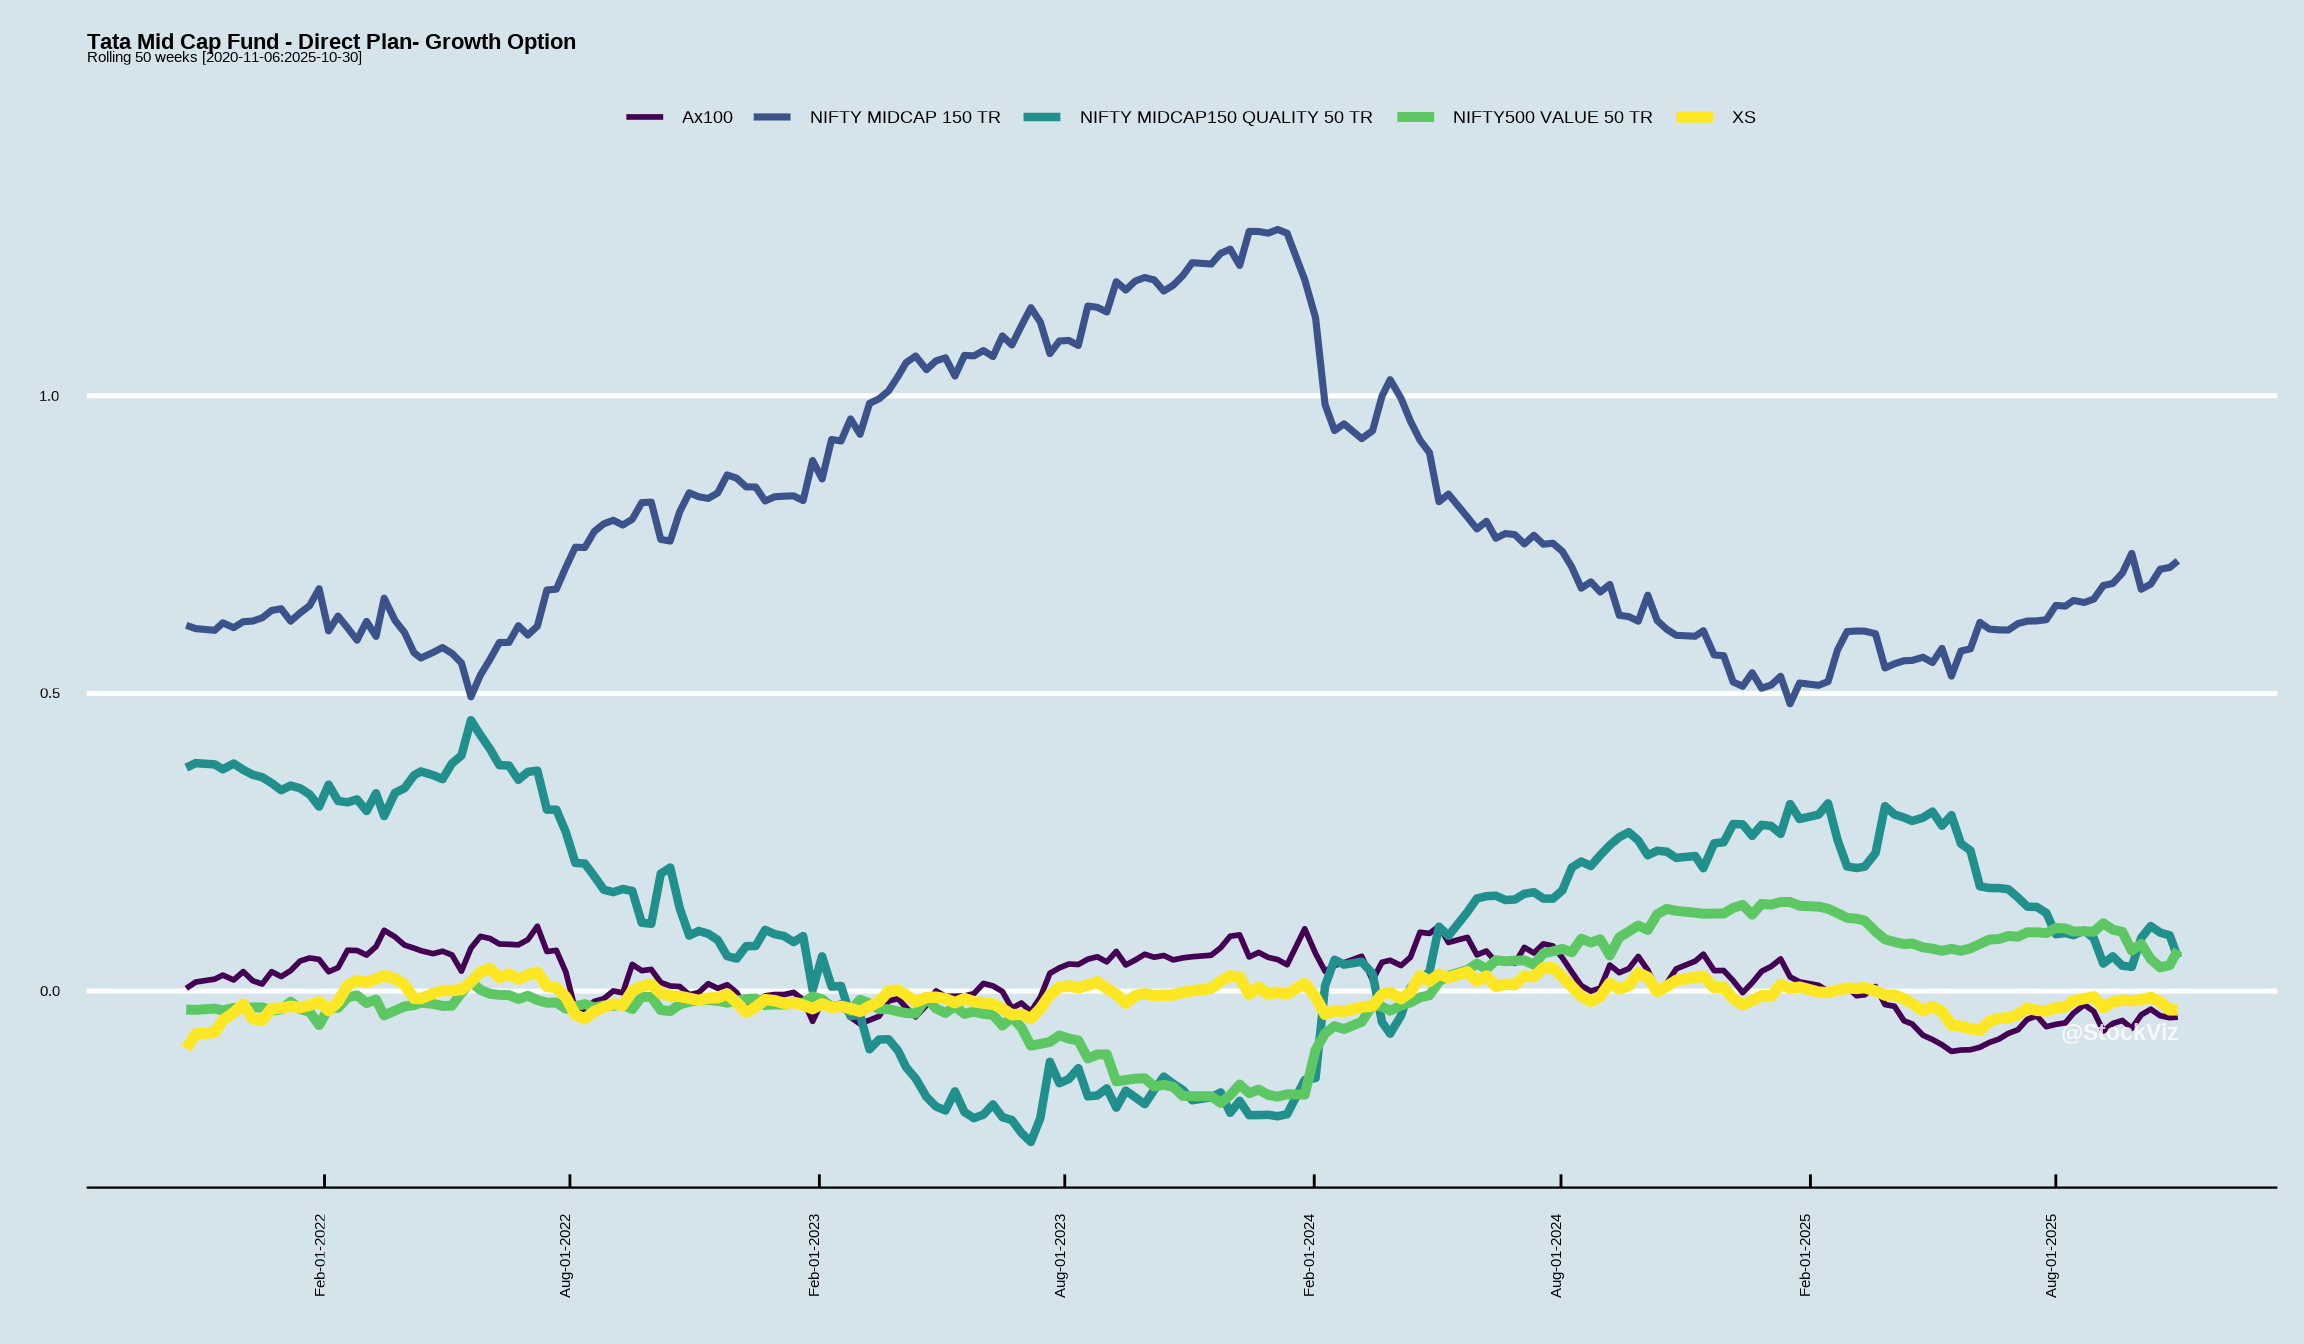 Tata Mid Cap Fund - Direct Plan- Growth Option
Rolling 50 weeks [2020-11-06:2025-10-30]
Ax100 NIFTY MIDCAP 150 TR NIFTY MIDCAP150 QUALITY 50 TR NIFTY500 VALUE 50 TR XS
1.0
0.5
0.0
@StockViz
Feb-01-2022
Aug-01-2022
Feb-01-2023
Aug-01-2023
Feb-01-2024
Aug-01-2024
Feb-01-2025
Aug-01-2025